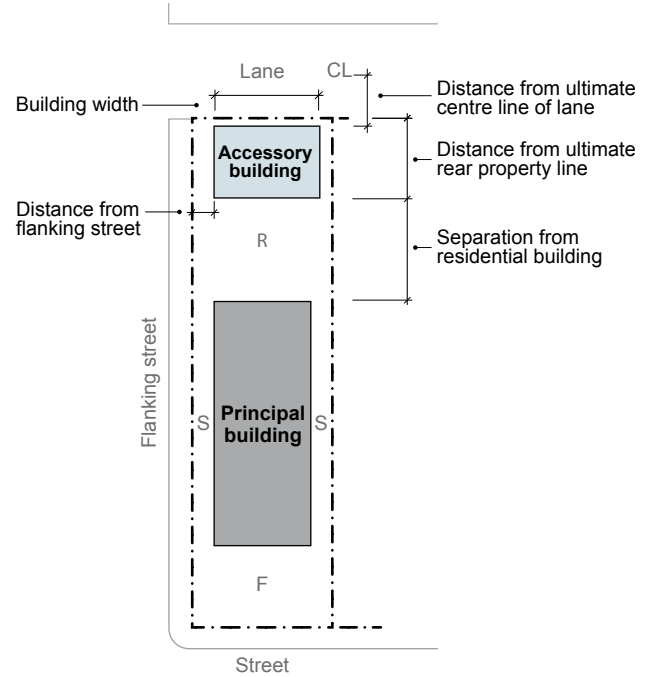 Lane
CL
Building width
Distance from ultimate
centre line of lane
Accessory
building
Distance from ultimate
rear property line
Distance from
flanking street
R
Separation from
residential building
Flanking street
S
Principal
building
S
F
Street